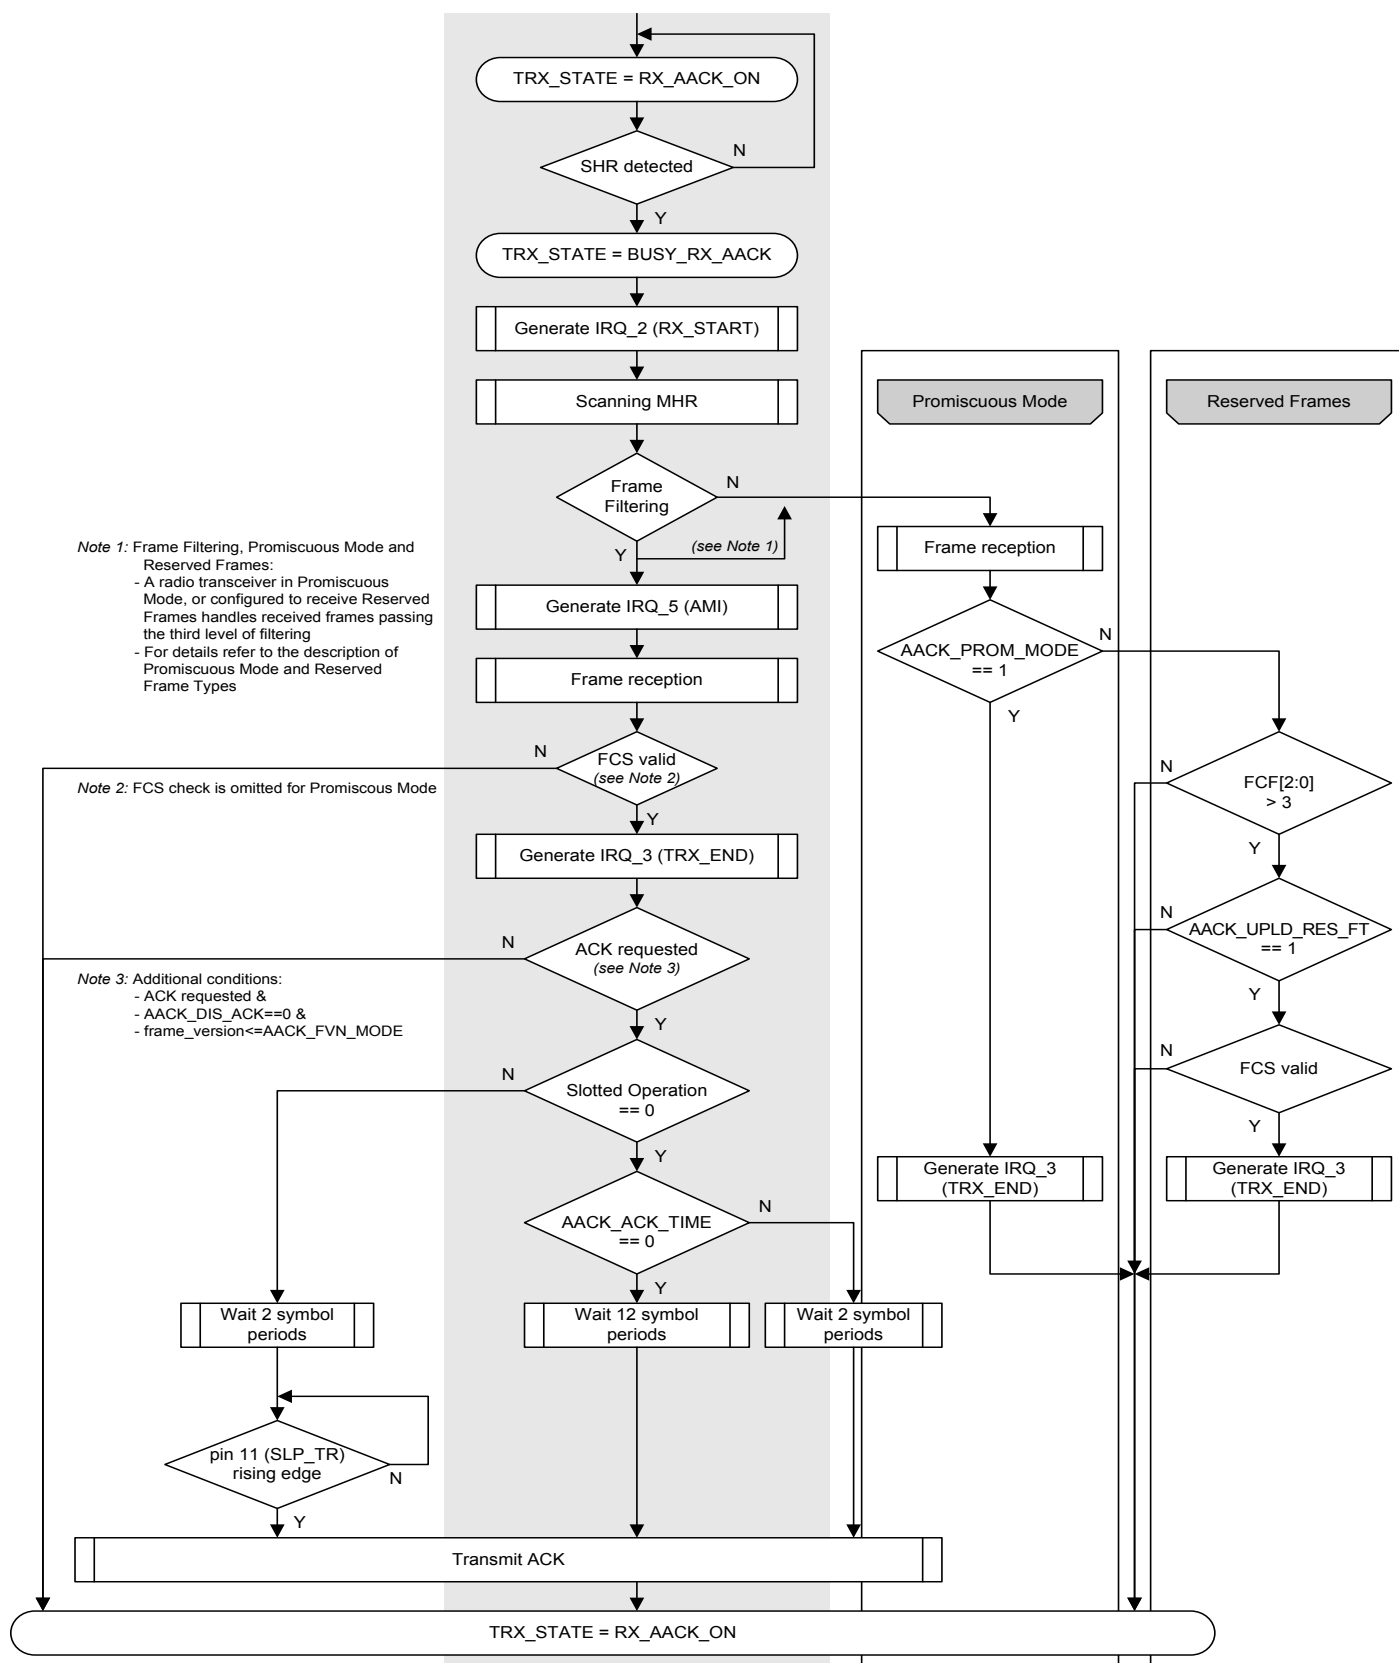 TRX_STATE = RX_AACK_ON
SHR detected
N
Y
TRX_STATE = BUSY_RX_AACK
Generate IRQ_2 (RX_START)
Scanning MHR
Promiscuous Mode
Reserved Frames
Frame
Filtering
N
Y
(see Note 1)
Note 1: Frame Filtering, Promiscuous Mode and
Reserved Frames:
- A radio transceiver in Promiscuous
Mode, or configured to receive Reserved
Frames handles received frames passing
the third level of filtering
- For details refer to the description of
Promiscuous Mode and Reserved
Frame Types
Frame reception
Generate IRQ_5 (AMI)
AACK_PROM_MODE
== 1
N
Y
Frame reception
FCS valid
(see Note 2)
N
Y
Note 2: FCS check is omitted for Promiscous Mode
FCF[2:0]
> 3
N
Y
Generate IRQ_3 (TRX_END)
ACK requested
(see Note 3)
N
Y
AACK_UPLD_RES_FT
== 1
N
Y
Note 3: Additional conditions:
- ACK requested &
- AACK_DIS_ACK==0 &
- frame_version<=AACK_FVN_MODE
Slotted Operation
== 0
N
Y
FCS valid
N
Y
Generate IRQ_3
(TRX_END)
Generate IRQ_3
(TRX_END)
AACK_ACK_TIME
== 0
N
Y
Wait 2 symbol
periods
Wait 12 symbol
periods
Wait 2 symbol
periods
pin 11 (SLP_TR)
rising edge
N
Y
Transmit ACK
TRX_STATE = RX_AACK_ON